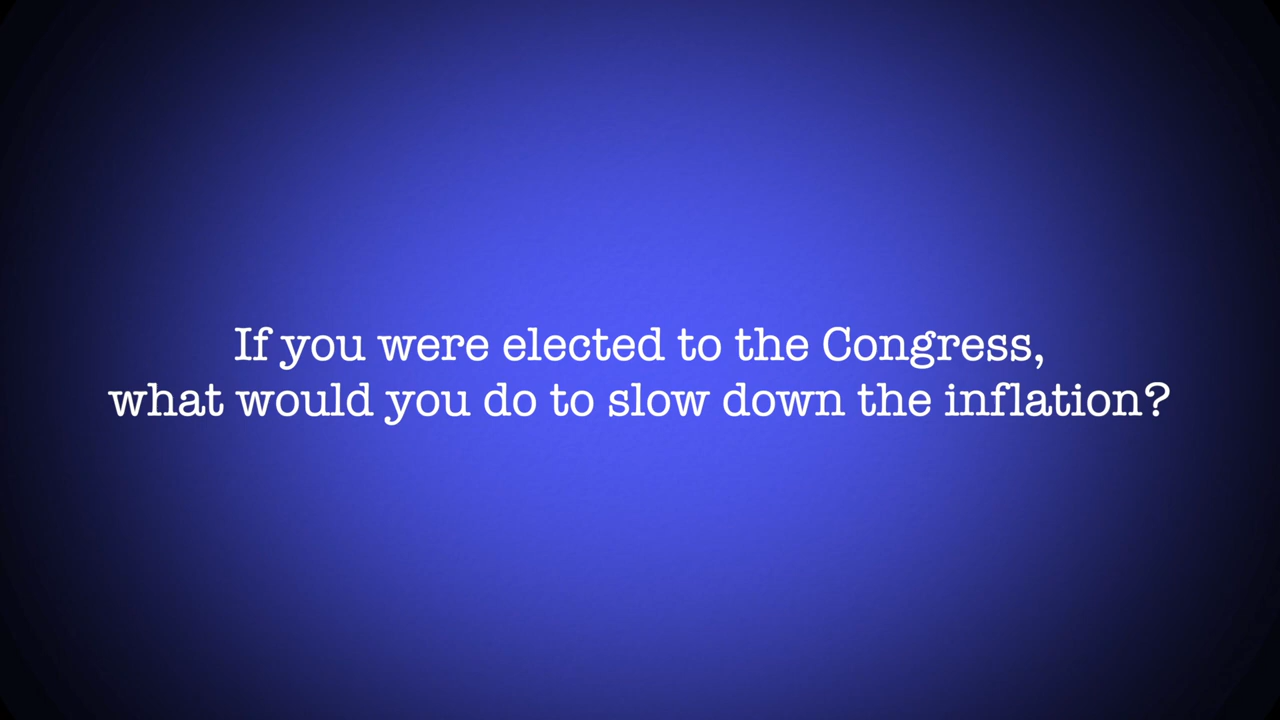 If you were elected to the Congress,
what would you do to slow down the inflation?